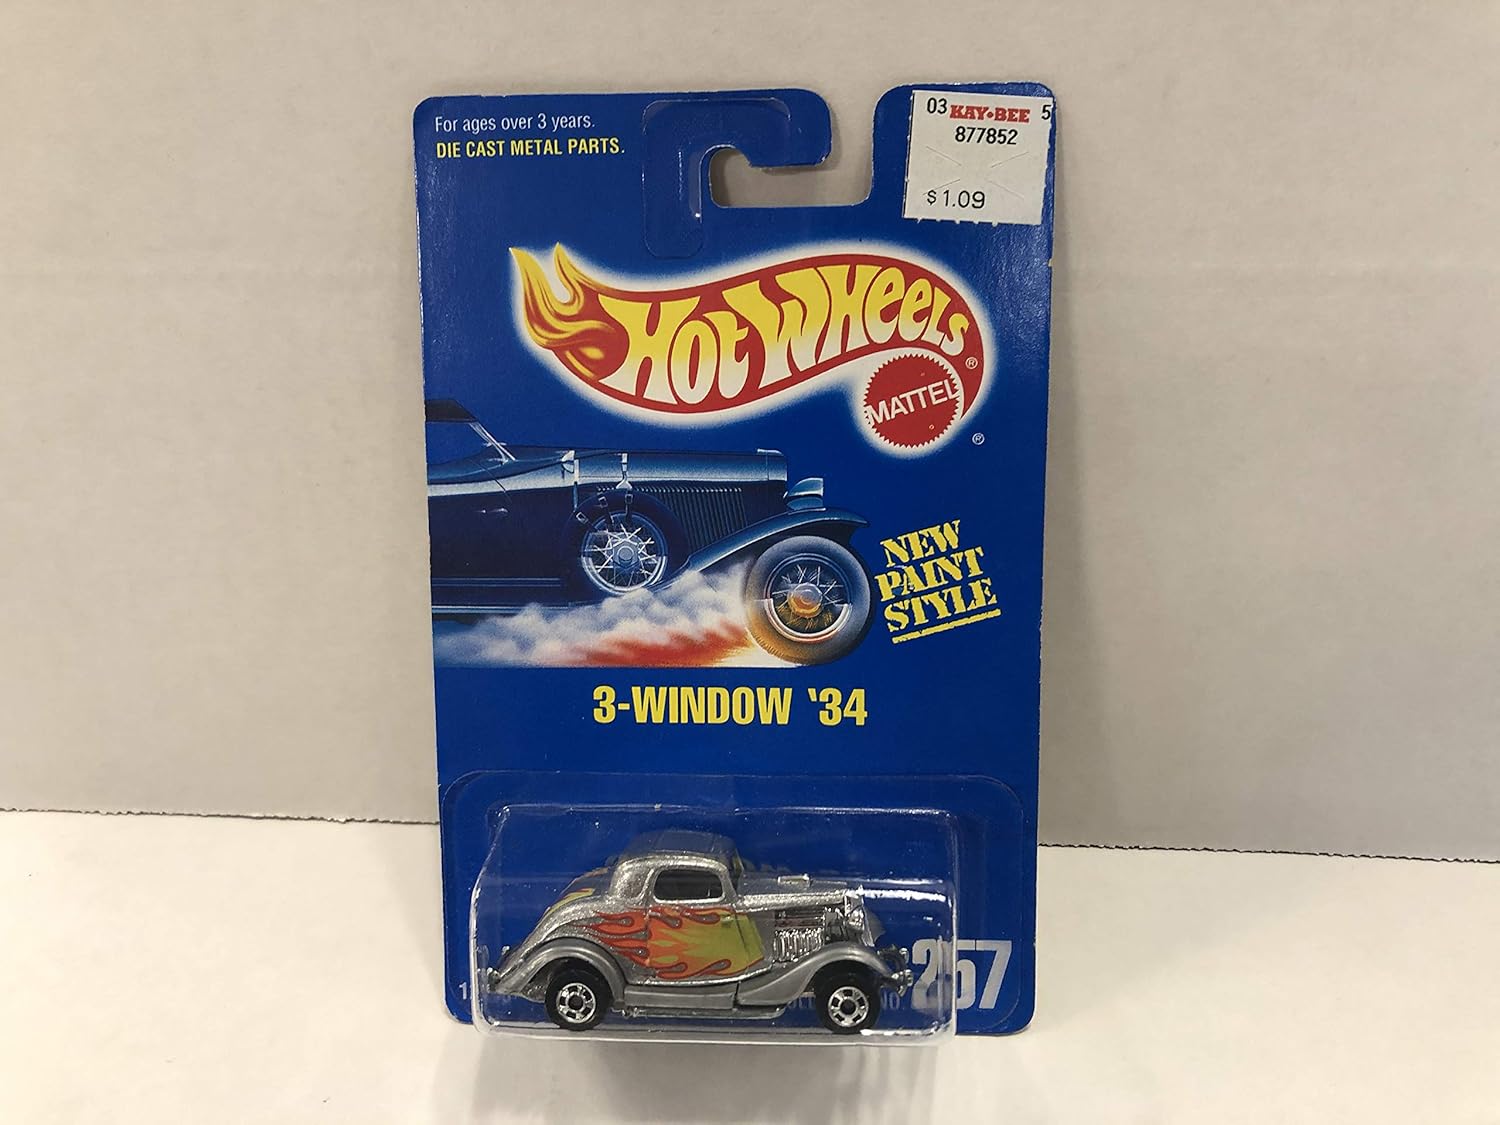 For ages over 3 years.
DIE CAST METAL PARTS.
03 KAY•BEE 5
877852
$1.09
HOT WHEELS®
MATTEL
®
NEW
PAINT
STYLE
3-WINDOW '34
NO
257